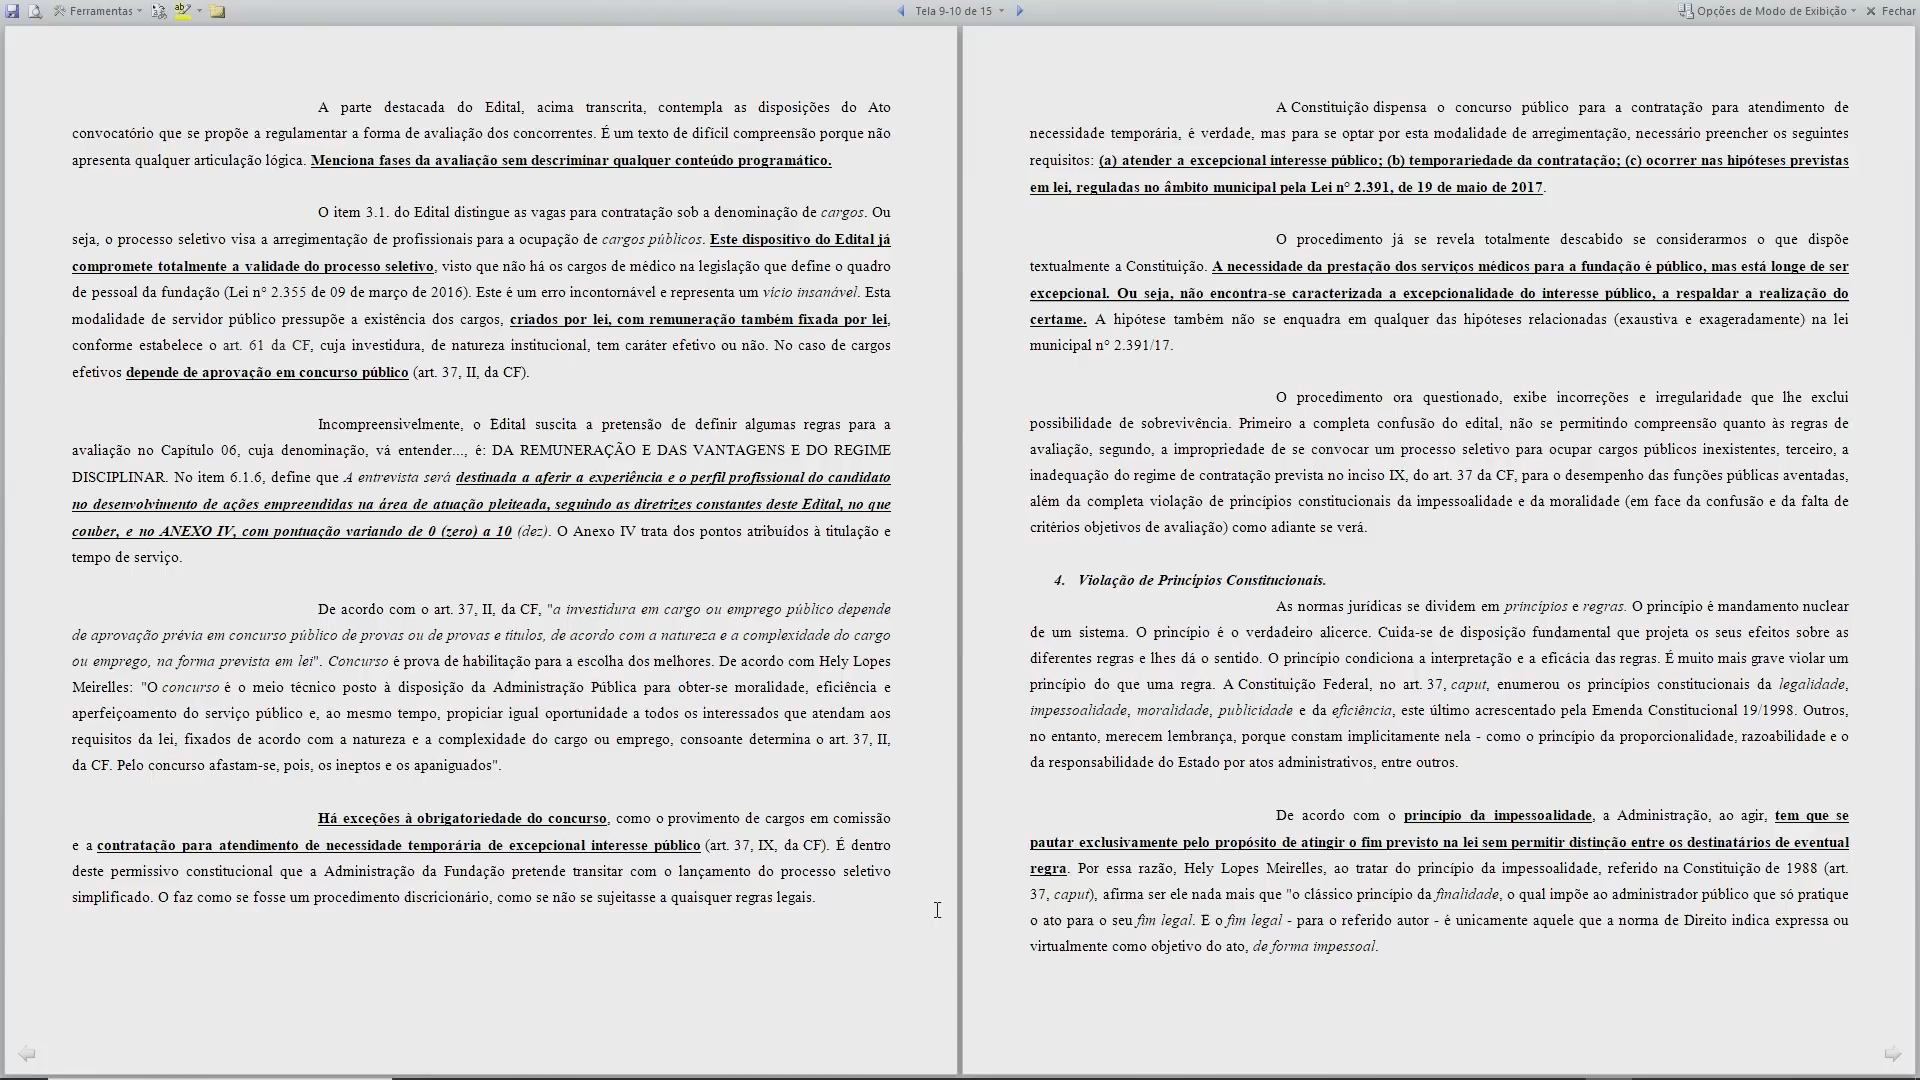 Ferramentas
Tela 9-10 de 15
Opções de Modo de Exibição
Fechar
A parte destacada do Edital, acima transcrita, contempla as disposições do Ato
convocatório que se propõe a regulamentar a forma de avaliação dos concorrentes. É um texto de difícil compreensão porque não
apresenta qualquer articulação lógica. Menciona fases da avaliação sem descriminar qualquer conteúdo programático.
O item 3.1. do Edital distingue as vagas para contratação sob a denominação de cargos. Ou
seja, o processo seletivo visa a arregimentação de profissionais para a ocupação de cargos públicos. Este dispositivo do Edital já
compromete totalmente a validade do processo seletivo, visto que não há os cargos de médico na legislação que define o quadro
de pessoal da fundação (Lei n° 2.355 de 09 de março de 2016). Este é um erro incontornável e representa um vício insanável. Esta
modalidade de servidor público pressupõe a existência dos cargos, criados por lei, com remuneração também fixada por lei,
conforme estabelece o art. 61 da CF, cuja investidura, de natureza institucional, tem caráter efetivo ou não. No caso de cargos
efetivos depende de aprovação em concurso público (art. 37, II, da CF).
Incompreensivelmente, o Edital suscita a pretensão de definir algumas regras para a
avaliação no Capítulo 06, cuja denominação, vá entender..., é: DA REMUNERAÇÃO E DAS VANTAGENS E DO REGIME
DISCIPLINAR. No item 6.1.6, define que A entrevista será destinada a aferir a experiência e o perfil profissional do candidato
no desenvolvimento de ações empreendidas na área de atuação pleiteada, seguindo as diretrizes constantes deste Edital, no que
couber, e no ANEXO IV, com pontuação variando de 0 (zero) a 10 (dez). O Anexo IV trata dos pontos atribuídos à titulação e
tempo de serviço.
De acordo com o art. 37, II, da CF, "a investidura em cargo ou emprego público depende
de aprovação prévia em concurso público de provas ou de provas e títulos, de acordo com a natureza e a complexidade do cargo
ou emprego, na forma prevista em lei". Concurso é prova de habilitação para a escolha dos melhores. De acordo com Hely Lopes
Meirelles: "O concurso é o meio técnico posto à disposição da Administração Pública para obter-se moralidade, eficiência e
aperfeiçoamento do serviço público e, ao mesmo tempo, propiciar igual oportunidade a todos os interessados que atendam aos
requisitos da lei, fixados de acordo com a natureza e a complexidade do cargo ou emprego, consoante determina o art. 37, II,
da CF. Pelo concurso afastam-se, pois, os ineptos e os apaniguados".
Há exceções à obrigatoriedade do concurso, como o provimento de cargos em comissão
e a contratação para atendimento de necessidade temporária de excepcional interesse público (art. 37, IX, da CF). É dentro
deste permissivo constitucional que a Administração da Fundação pretende transitar com o lançamento do processo seletivo
simplificado. O faz como se fosse um procedimento discricionário, como se não se sujeitasse a quaisquer regras legais.
A Constituição dispensa o concurso público para a contratação para atendimento de
necessidade temporária, é verdade, mas para se optar por esta modalidade de arregimentação, necessário preencher os seguintes
requisitos: (a) atender a excepcional interesse público; (b) temporariedade da contratação; (c) ocorrer nas hipóteses previstas
em lei, reguladas no âmbito municipal pela Lei n° 2.391, de 19 de maio de 2017.
O procedimento já se revela totalmente descabido se considerarmos o que dispõe
textualmente a Constituição. A necessidade da prestação dos serviços médicos para a fundação é público, mas está longe de ser
excepcional. Ou seja, não encontra-se caracterizada a excepcionalidade do interesse público, a respaldar a realização do
certame. A hipótese também não se enquadra em qualquer das hipóteses relacionadas (exaustiva e exageradamente) na lei
municipal n° 2.391/17.
O procedimento ora questionado, exibe incorreções e irregularidade que lhe exclui
possibilidade de sobrevivência. Primeiro a completa confusão do edital, não se permitindo compreensão quanto às regras de
avaliação, segundo, a impropriedade de se convocar um processo seletivo para ocupar cargos públicos inexistentes, terceiro, a
inadequação do regime de contratação prevista no inciso IX, do art. 37 da CF, para o desempenho das funções públicas aventadas,
além da completa violação de princípios constitucionais da impessoalidade e da moralidade (em face da confusão e da falta de
critérios objetivos de avaliação) como adiante se verá.
4. Violação de Princípios Constitucionais.
As normas jurídicas se dividem em princípios e regras. O princípio é mandamento nuclear
de um sistema. O princípio é o verdadeiro alicerce. Cuida-se de disposição fundamental que projeta os seus efeitos sobre as
diferentes regras e lhes dá o sentido. O princípio condiciona a interpretação e a eficácia das regras. É muito mais grave violar um
princípio do que uma regra. A Constituição Federal, no art. 37, caput, enumerou os princípios constitucionais da legalidade,
impessoalidade, moralidade, publicidade e da eficiência, este último acrescentado pela Emenda Constitucional 19/1998. Outros,
no entanto, merecem lembrança, porque constam implicitamente nela - como o princípio da proporcionalidade, razoabilidade e o
da responsabilidade do Estado por atos administrativos, entre outros.
De acordo com o princípio da impessoalidade, a Administração, ao agir, tem que se
pautar exclusivamente pelo propósito de atingir o fim previsto na lei sem permitir distinção entre os destinatários de eventual
regra. Por essa razão, Hely Lopes Meirelles, ao tratar do princípio da impessoalidade, referido na Constituição de 1988 (art.
37, caput), afirma ser ele nada mais que "o clássico princípio da finalidade, o qual impõe ao administrador público que só pratique
o ato para o seu fim legal. E o fim legal - para o referido autor - é unicamente aquele que a norma de Direito indica expressa ou
virtualmente como objetivo do ato, de forma impessoal.